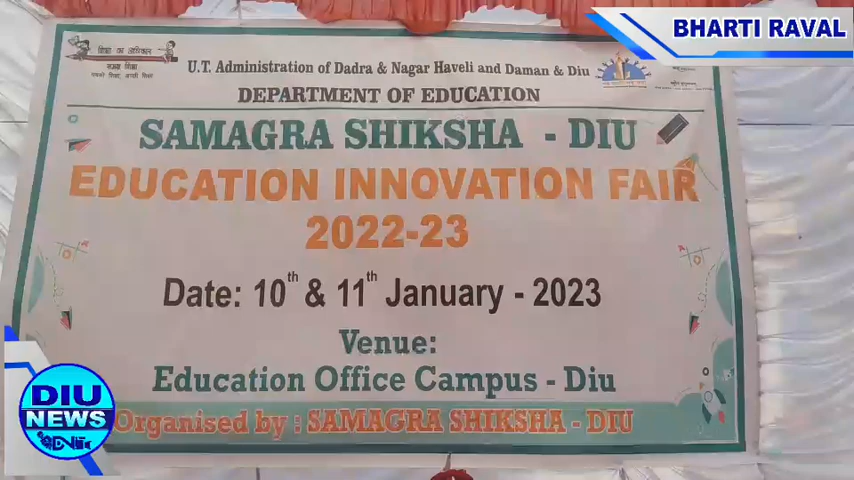 BHARTI RAVAL
शिक्षा का अधिकार
समग्र शिक्षा
U.T. Administration of Dadra & Nagar Haveli and Daman & Diu
DEPARTMENT OF EDUCATION
SAMAGRA SHIKSHA - DIU
EDUCATION INNOVATION FAIR
2022-23
Date: 10th & 11th January - 2023
Venue:
Education Office Campus - Diu
Organised by : SAMAGRA SHIKSHA - DIU
DIU
NEWS